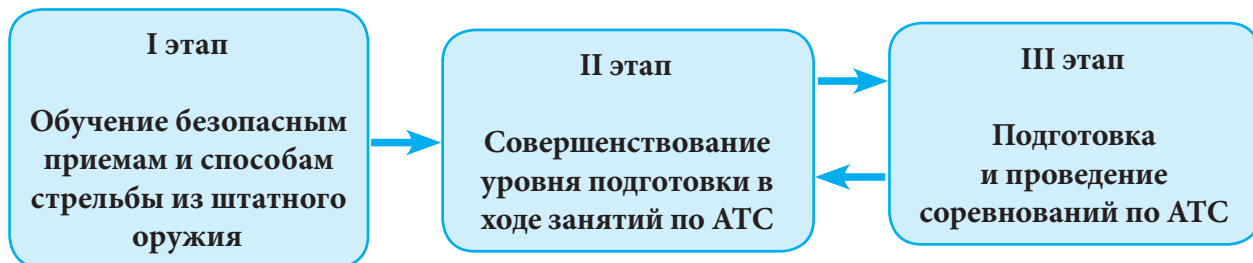 I этап
Обучение безопасным
приемам и способам
стрельбы из штатного
оружия
II этап
Совершенствование
уровня подготовки в
ходе занятий по АТС
III этап
Подготовка
и проведение
соревнований по АТС